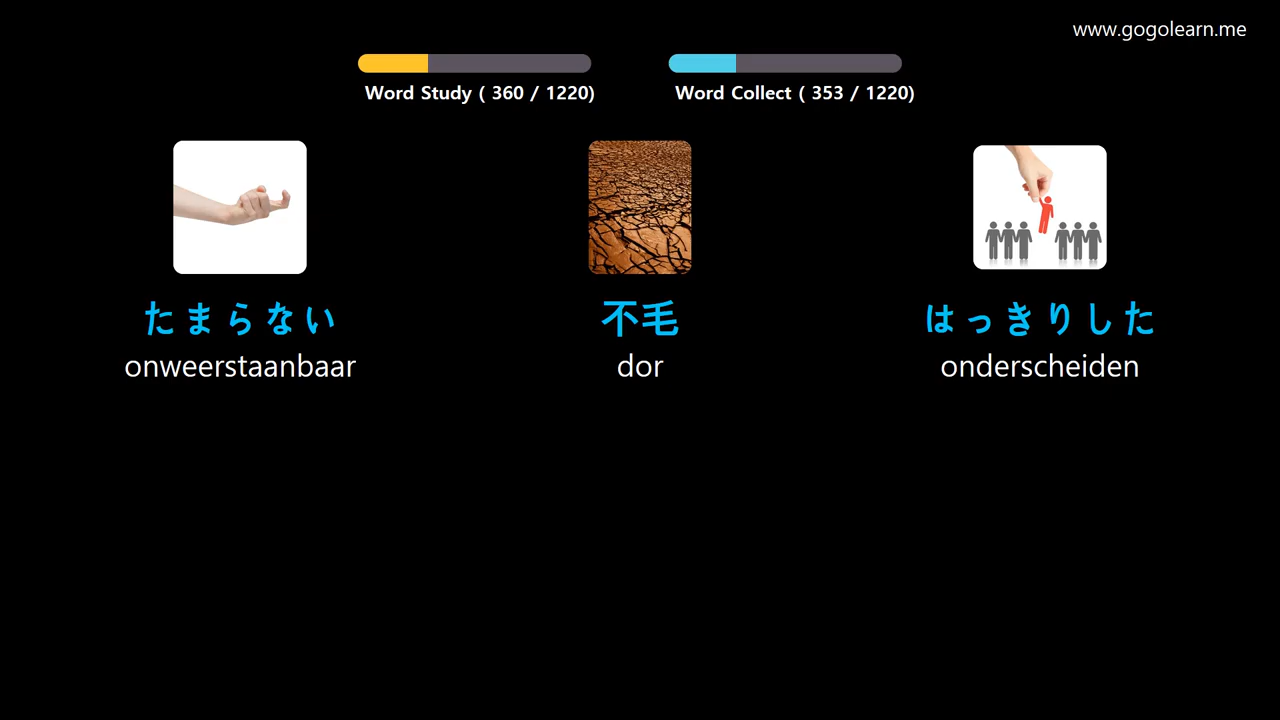 www.gogolearn.me
Word Study ( 360 / 1220)
Word Collect ( 353 / 1220)
たまらない
不毛
はっきりした
onweerstaanbaar
dor
onderscheiden